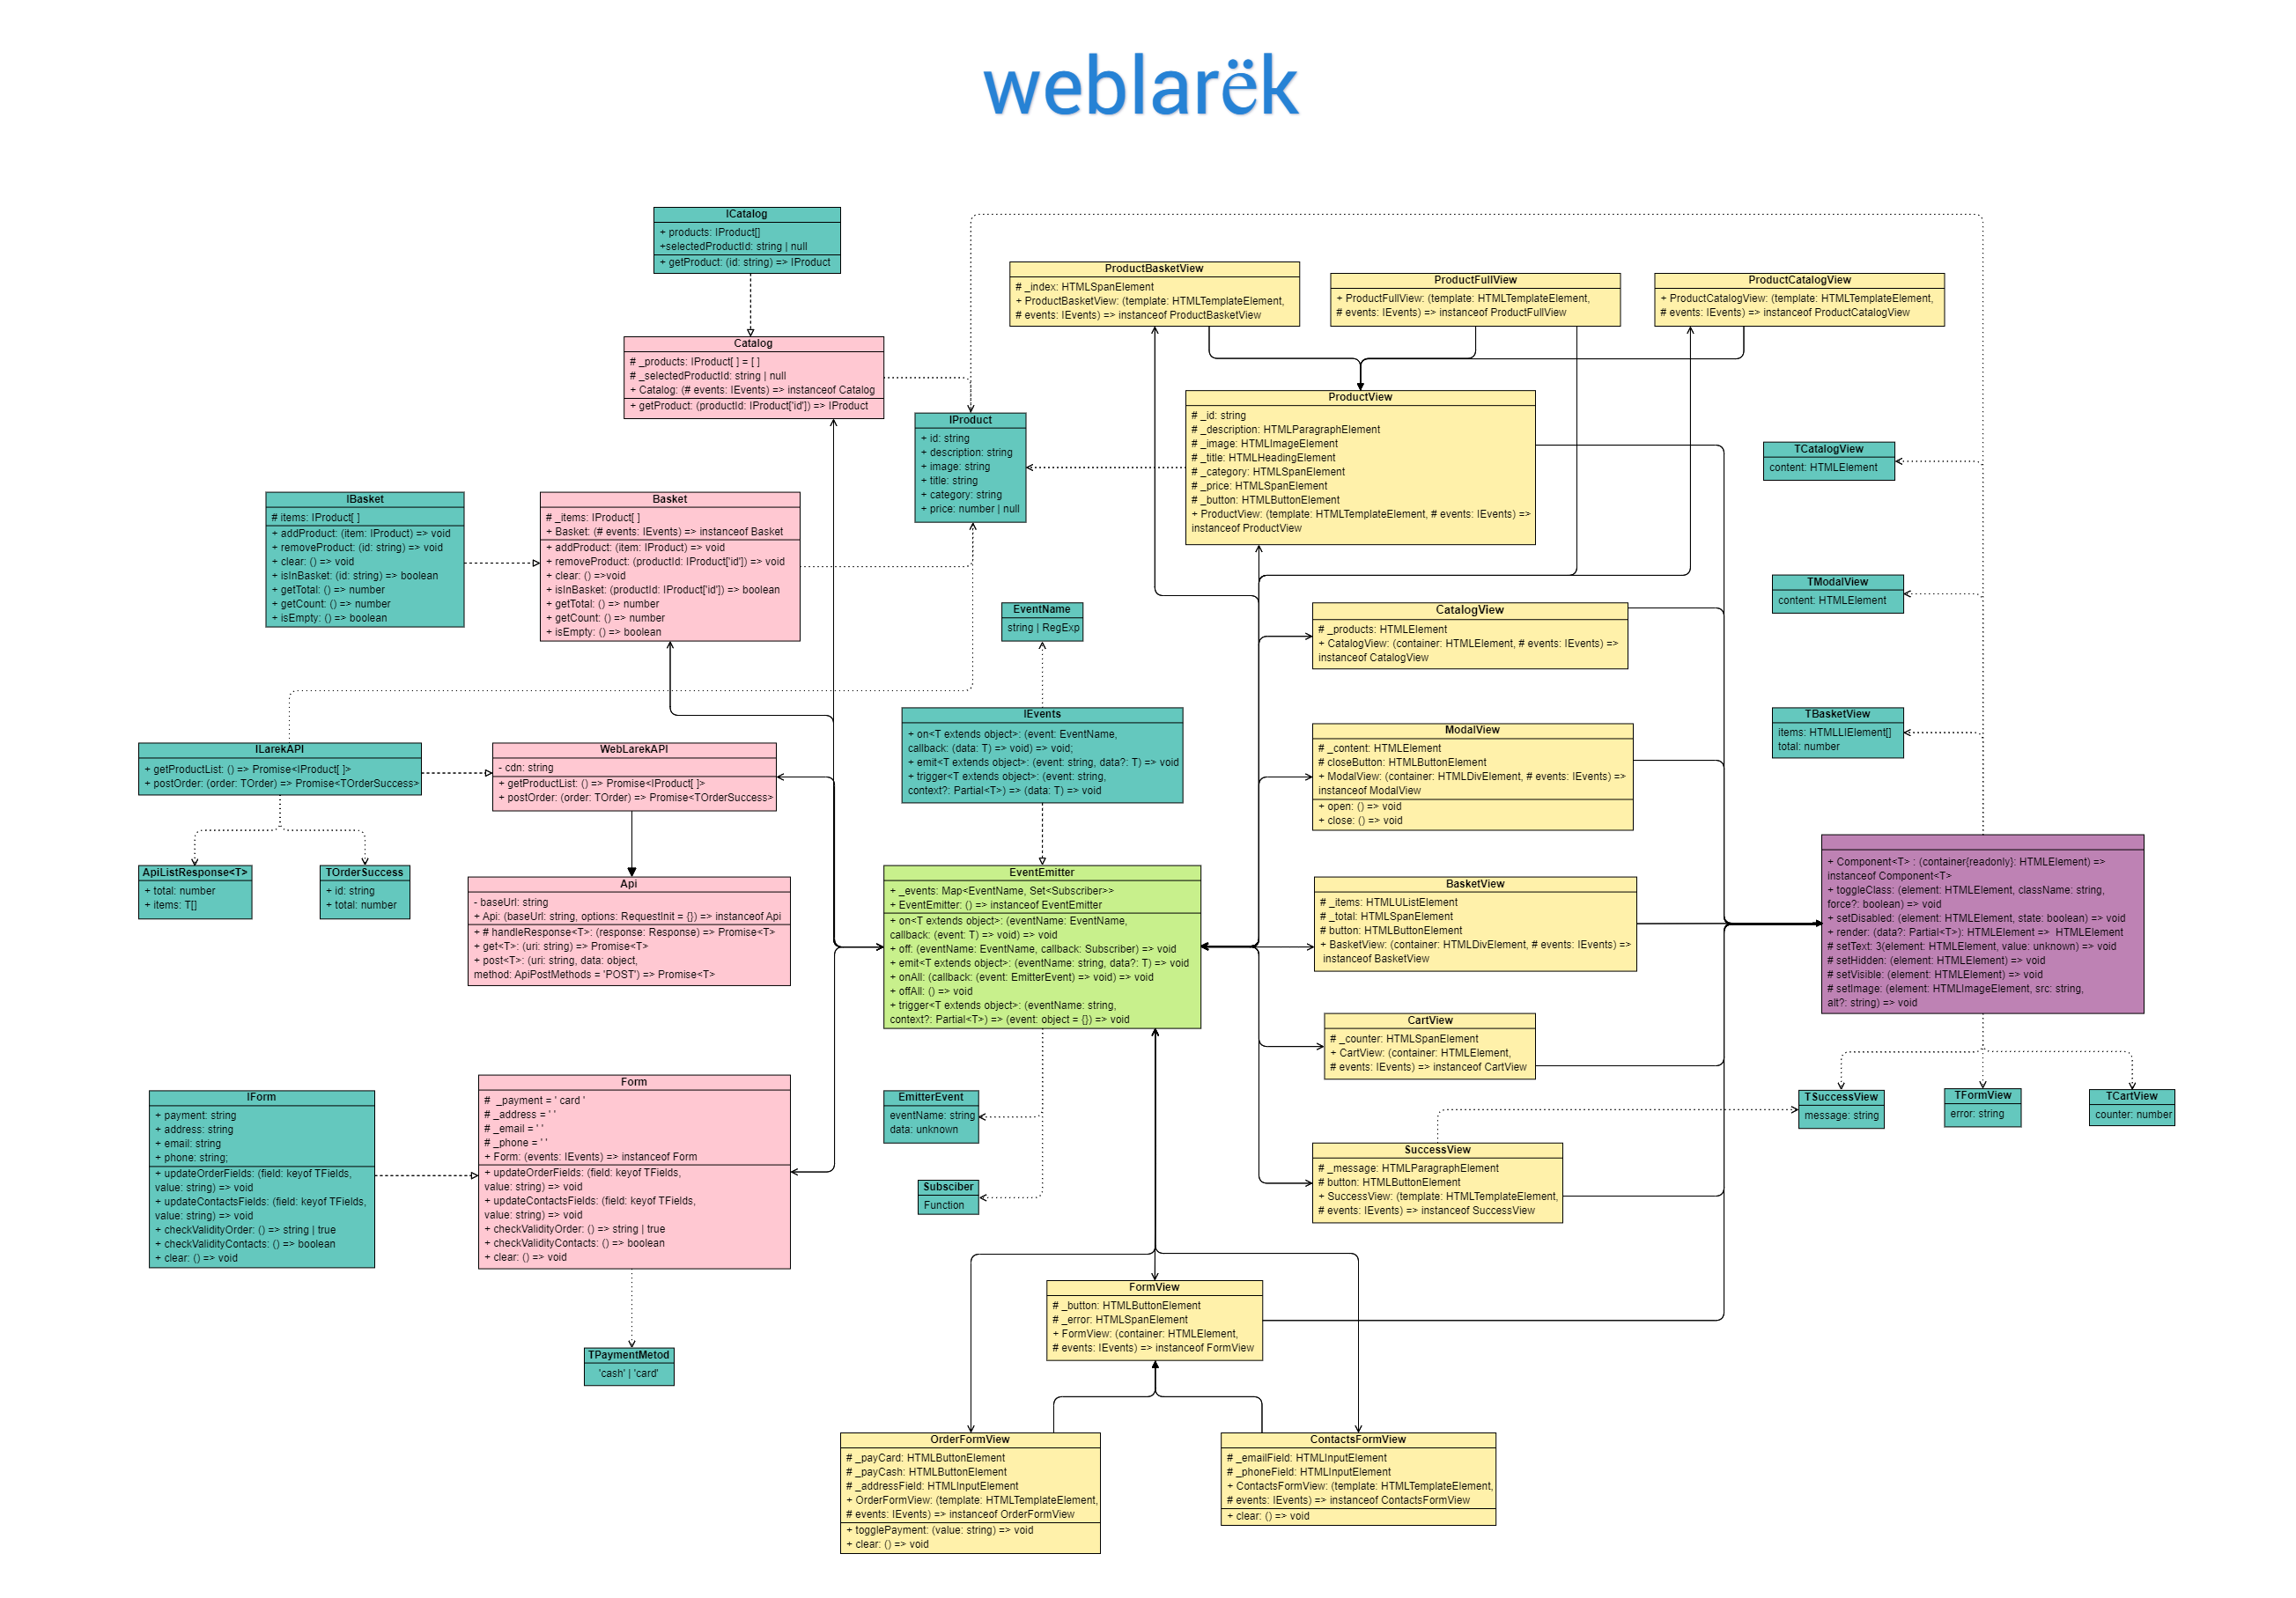 weblarёk
ICatalog
+ products: IProduct[]
+selectedProductId: string | null
+ getProduct: (id: string) => IProduct
Catalog
# _products: IProduct[ ] = [ ]
# _selectedProductId: string | null
+ Catalog: (# events: IEvents) => instanceof Catalog
+ getProduct: (productId: IProduct['id']) => IProduct
IProduct
+ id: string
+ description: string
+ image: string
+ title: string
+ category: string
+ price: number | null
ProductBasketView
# _index: HTMLSpanElement
+ ProductBasketView: (template: HTMLTemplateElement,
# events: IEvents) => instanceof ProductBasketView
ProductFullView
+ ProductFullView: (template: HTMLTemplateElement,
# events: IEvents) => instanceof ProductFullView
ProductCatalogView
+ ProductCatalogView: (template: HTMLTemplateElement,
# events: IEvents) => instanceof ProductCatalogView
ProductView
# _id: string
# _description: HTMLParagraphElement
# _image: HTMLImageElement
# _title: HTMLHeadingElement
# _category: HTMLSpanElement
# _price: HTMLSpanElement
# _button: HTMLButtonElement
+ ProductView: (template: HTMLTemplateElement, # events: IEvents) =>
instanceof ProductView
TCatalogView
content: HTMLElement
IBasket
# items: IProduct[ ]
+ addProduct: (item: IProduct) => void
+ removeProduct: (id: string) => void
+ clear: () => void
+ isInBasket: (id: string) => boolean
+ getTotal: () => number
+ getCount: () => number
+ isEmpty: () => boolean
Basket
# _items: IProduct[ ]
+ Basket: (# events: IEvents) => instanceof Basket
+ addProduct: (item: IProduct) => void
+ removeProduct: (productId: IProduct['id']) => void
+ clear: () =>void
+ isInBasket: (productId: IProduct['id']) => boolean
+ getTotal: () => number
+ getCount: () => number
+ isEmpty: () => boolean
EventName
string | RegExp
CatalogView
# _products: HTMLElement
+ CatalogView: (container: HTMLElement, # events: IEvents) =>
instanceof CatalogView
TModalView
content: HTMLElement
IEvents
+ on<T extends object>: (event: EventName,
callback: (data: T) => void) => void;
+ emit<T extends object>: (event: string, data?: T) => void
+ trigger<T extends object>: (event: string,
context?: Partial<T>) => (data: T) => void
ModalView
# _content: HTMLElement
# closeButton: HTMLButtonElement
+ ModalView: (container: HTMLDivElement, # events: IEvents) =>
instanceof ModalView
+ open: () => void
+ close: () => void
TBasketView
items: HTMLLIElement[]
total: number
ILarekAPI
+ getProductList: () => Promise<IProduct[ ]>
+ postOrder: (order: TOrder) => Promise<TOrderSuccess>
WebLarekAPI
- cdn: string
+ getProductList: () => Promise<IProduct[ ]>
+ postOrder: (order: TOrder) => Promise<TOrderSuccess>
ApiListResponse<T>
+ total: number
+ items: T[]
TOrderSuccess
+ id: string
+ total: number
Api
- baseUrl: string
+ Api: (baseUrl: string, options: RequestInit = {}) => instanceof Api
+ # handleResponse<T>: (response: Response) => Promise<T>
+ get<T>: (uri: string) => Promise<T>
+ post<T>: (uri: string, data: object,
method: ApiPostMethods = 'POST') => Promise<T>
EventEmitter
+ _events: Map<EventName, Set<Subscriber>>
+ EventEmitter: () => instanceof EventEmitter
+ on<T extends object>: (eventName: EventName,
callback: (event: T) => void) => void
+ off: (eventName: EventName, callback: Subscriber) => void
+ emit<T extends object>: (eventName: string, data?: T) => void
+ onAll: (callback: (event: EmitterEvent) => void) => void
+ offAll: () => void
+ trigger<T extends object>: (eventName: string,
context?: Partial<T>) => (event: object = {}) => void
BasketView
# _items: HTMLUListElement
# _total: HTMLSpanElement
# button: HTMLButtonElement
+ BasketView: (container: HTMLDivElement, # events: IEvents) =>
instanceof BasketView
+ Component<T> : (container{readonly}: HTMLElement) =>
instanceof Component<T>
+ toggleClass: (element: HTMLElement, className: string,
force?: boolean) => void
+ setDisabled: (element: HTMLElement, state: boolean) => void
+ render: (data?: Partial<T>): HTMLElement => HTMLElement
# setText: 3(element: HTMLElement, value: unknown) => void
# setHidden: (element: HTMLElement) => void
# setVisible: (element: HTMLElement) => void
# setImage: (element: HTMLImageElement, src: string,
alt?: string) => void
CartView
# _counter: HTMLSpanElement
+ CartView: (container: HTMLElement,
# events: IEvents) => instanceof CartView
IForm
+ payment: string
+ address: string
+ email: string
+ phone: string;
+ updateOrderFields: (field: keyof TFields,
value: string) => void
+ updateContactsFields: (field: keyof TFields,
value: string) => void
+ checkValidityOrder: () => string | true
+ checkValidityContacts: () => boolean
+ clear: () => void
Form
# _payment = ' card '
# _address = ' '
# _email = ' '
# _phone = ' '
+ Form: (events: IEvents) => instanceof Form
+ updateOrderFields: (field: keyof TFields,
value: string) => void
+ updateContactsFields: (field: keyof TFields,
value: string) => void
+ checkValidityOrder: () => string | true
+ checkValidityContacts: () => boolean
+ clear: () => void
EmitterEvent
eventName: string
data: unknown
Subsciber
Function
TSuccessView
message: string
TFormView
error: string
TCartView
counter: number
SuccessView
# _message: HTMLParagraphElement
# button: HTMLButtonElement
+ SuccessView: (template: HTMLTemplateElement,
# events: IEvents) => instanceof SuccessView
FormView
# _button: HTMLButtonElement
# _error: HTMLSpanElement
+ FormView: (container: HTMLElement,
# events: IEvents) => instanceof FormView
TPaymentMetod
'cash' | 'card'
OrderFormView
# _payCard: HTMLButtonElement
# _payCash: HTMLButtonElement
# _addressField: HTMLInputElement
+ OrderFormView: (template: HTMLTemplateElement,
# events: IEvents) => instanceof OrderFormView
+ togglePayment: (value: string) => void
+ clear: () => void
ContactsFormView
# _emailField: HTMLInputElement
# _phoneField: HTMLInputElement
+ ContactsFormView: (template: HTMLTemplateElement,
# events: IEvents) => instanceof ContactsFormView
+ clear: () => void